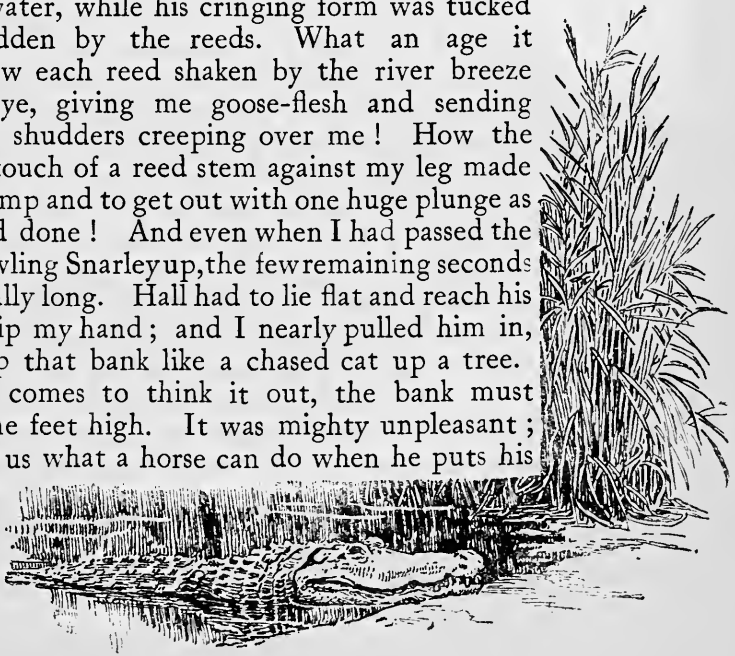 vater, while his cringing form was tucked
dden by the reeds. What an age it
w each reed shaken by the river breeze
ye, giving me goose-flesh and sending
shudders creeping over me ! How the
touch of a reed stem against my leg made
mp and to get out with one huge plunge as
d done ! And even when I had passed the
wling Snarleyup, the few remaining seconds
lly long. Hall had to lie flat and reach his
ip my hand ; and I nearly pulled him in,
p that bank like a chased cat up a tree.
comes to think it out, the bank must
ne feet high. It was mighty unpleasant ;
us what a horse can do when he puts his